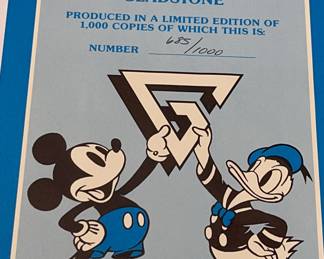 GLADSTONE
PRODUCED IN A LIMITED EDITION OF
1,000 COPIES OF WHICH THIS IS:
NUMBER 685/1000
G